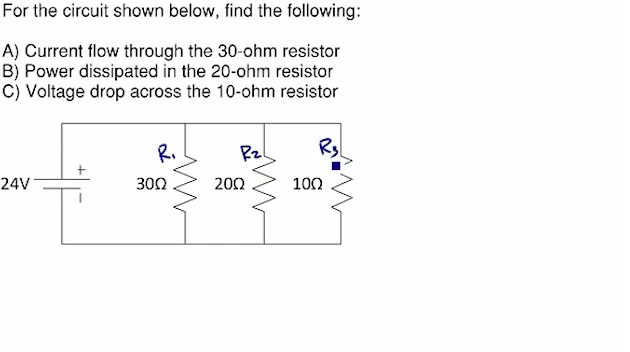 For the circuit shown below, find the following:
A) Current flow through the 30-ohm resistor
B) Power dissipated in the 20-ohm resistor
C) Voltage drop across the 10-ohm resistor
R₁ R₂ R₃
+
24V 30Ω 20Ω 10Ω